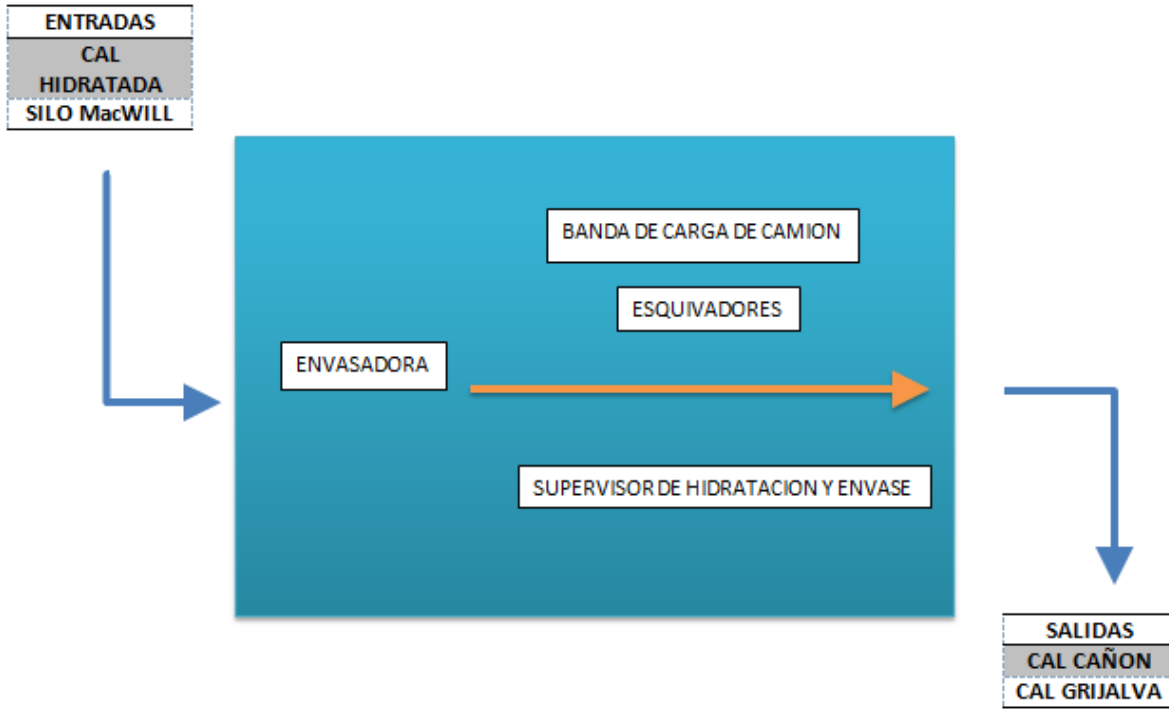 ENTRADAS
CAL
HIDRATADA
SILO MacWILL
BANDA DE CARGA DE CAMION
ESQUIVADORES
ENVASADORA
SUPERVISOR DE HIDRATACION Y ENVASE
SALIDAS
CAL CAÑON
CAL GRIJALVA